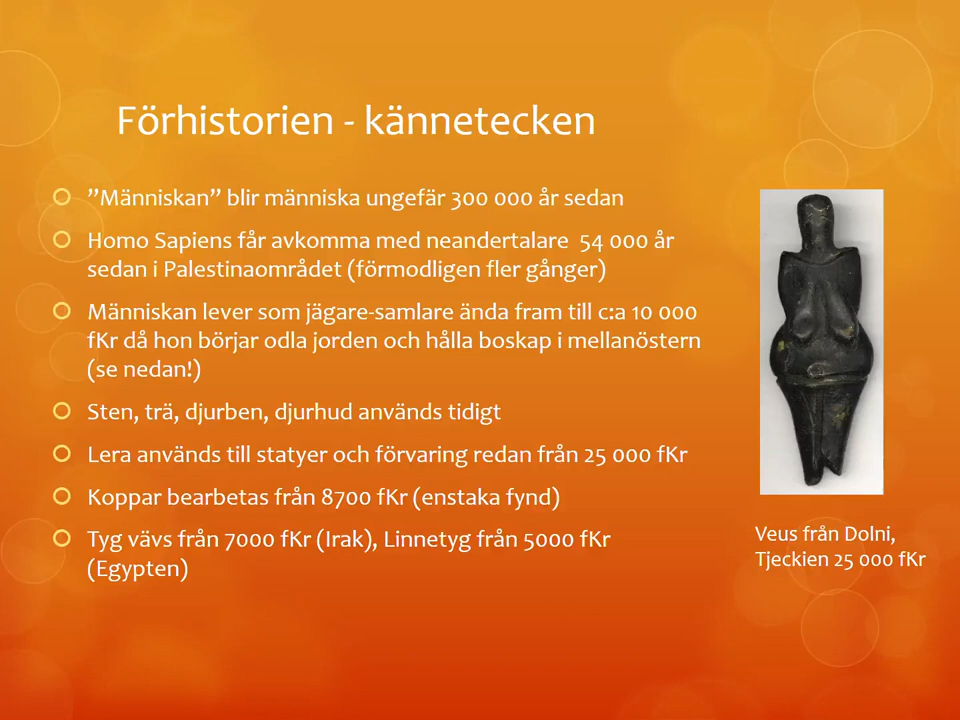 Förhistorien - kännetecken
”Människan” blir människa ungefär 300 000 år sedan
Homo Sapiens får avkomma med neandertalare 54 000 år
sedan i Palestinaområdet (förmodligen fler gånger)
Människan lever som jägare-samlare ända fram till c:a 10 000
fKr då hon börjar odla jorden och hålla boskap i mellanöstern
(se nedan!)
Sten, trä, djurben, djurhud används tidigt
Lera används till statyer och förvaring redan från 25 000 fKr
Koppar bearbetas från 8700 fKr (enstaka fynd)
Tyg vävs från 7000 fKr (Irak), Linnetyg från 5000 fKr
(Egypten)
Veus från Dolni,
Tjeckien 25 000 fKr